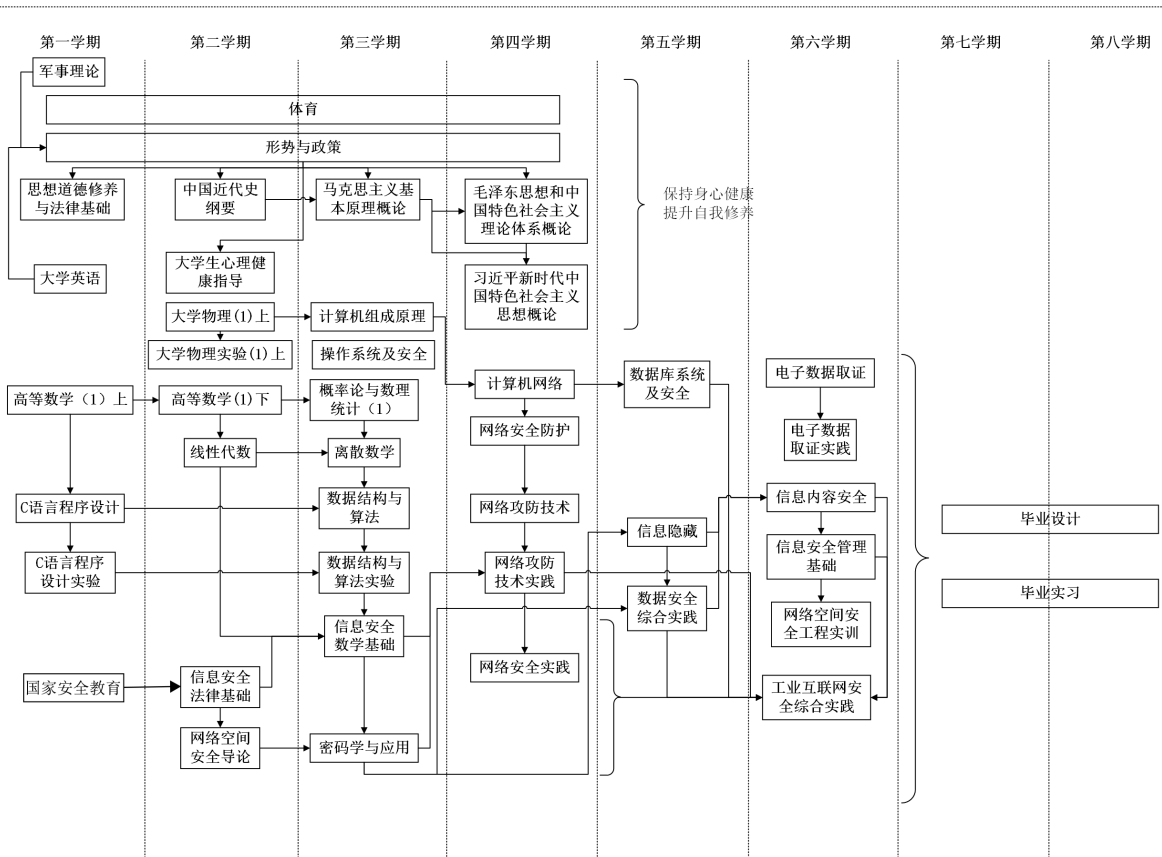 第一学期
第二学期
第三学期
第四学期
第五学期
第六学期
第七学期
第八学期
军事理论
体育
形势与政策
思想道德修养
与法律基础
中国近代史
纲要
马克思主义基
本原理概论
毛泽东思想和中
国特色社会主义
理论体系概论
保持身心健康
提升自我修养
大学英语
大学生心理健
康指导
习近平新时代中
国特色社会主义
思想概论
大学物理(1)上
计算机组成原理
大学物理实验(1)上
操作系统及安全
高等数学（1）上
高等数学(1)下
概率论与数理
统计（1）
计算机网络
数据库系统
及安全
电子数据取证
网络安全防护
电子数据
取证实践
线性代数
离散数学
C语言程序设计
数据结构与
算法
网络攻防技术
信息隐藏
信息内容安全
毕业设计
C语言程序
设计实验
数据结构与
算法实验
网络攻防
技术实践
数据安全
综合实践
信息安全管理
基础
毕业实习
信息安全
数学基础
网络空间安
全工程实训
国家安全教育
信息安全
法律基础
网络安全实践
工业互联网安
全综合实践
网络空间
安全导论
密码学与应用